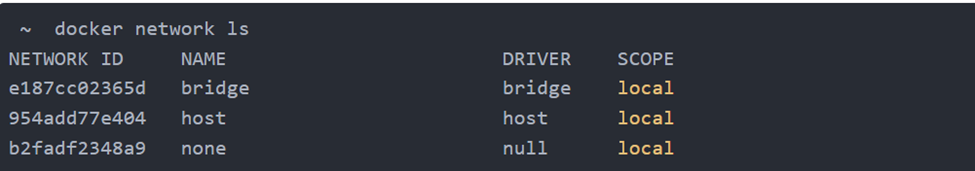 ~ docker network ls
NETWORK ID NAME DRIVER SCOPE
e187cc02365d bridge bridge local
954add77e404 host host local
b2fadf2348a9 none null local